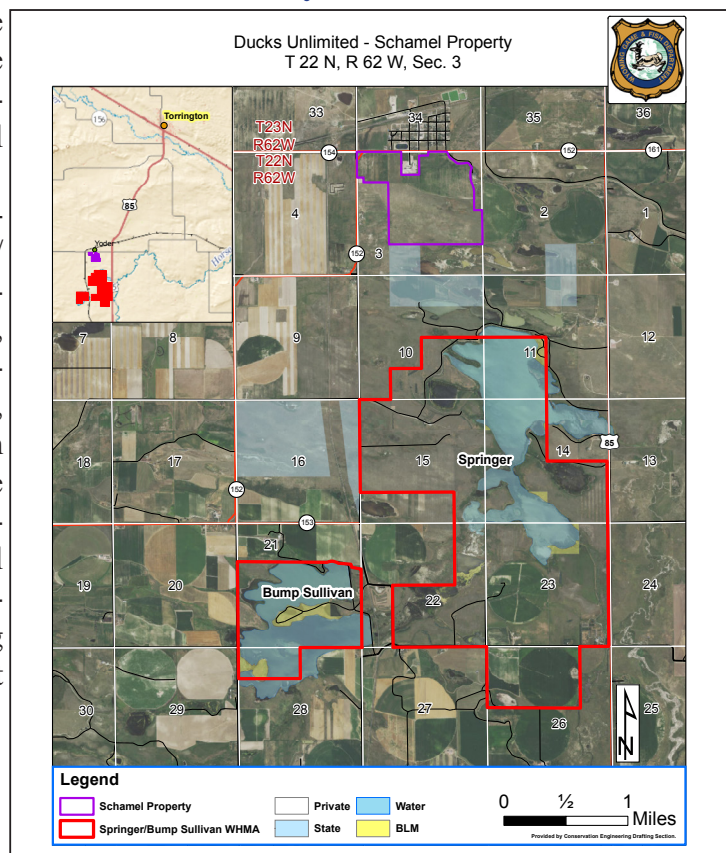 Ducks Unlimited - Schamel Property
T 22 N, R 62 W, Sec. 3
WYOMING GAME & FISH DEPARTMENT
156
Torrington
85
Yoder
33
34
35
36
T23N
R62W
T22N
R62W
154
152
161
4
3
2
1
152
7
8
9
10
11
12
18
17
16
15
14
13
Springer
85
152
153
19
20
21
22
23
24
Bump Sullivan
30
29
28
27
26
25
N
Legend
Schamel Property
Private
Water
Springer/Bump Sullivan WHMA
State
BLM
0 ½ 1
Miles
Provided by Conservation Engineering Drafting Section.